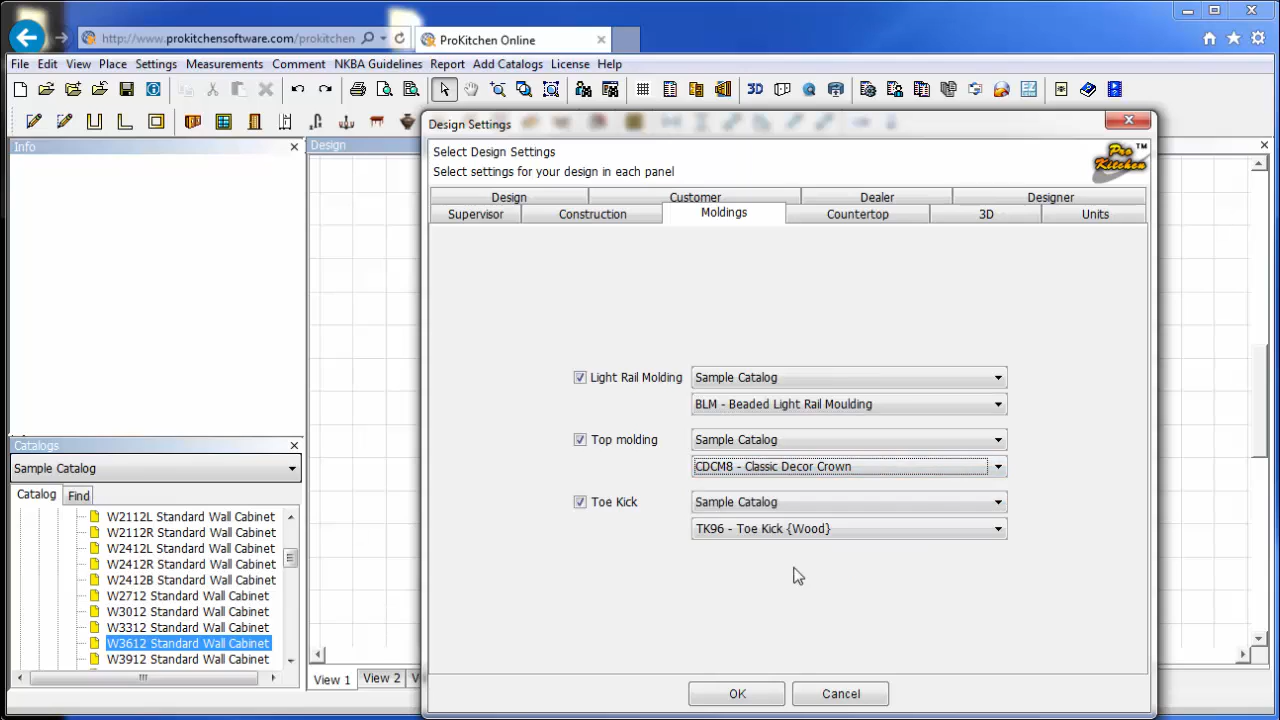 http://www.prokitchensoftware.com/prokitchen
ProKitchen Online
File Edit View Place Settings Measurements Comment NKBA Guidelines Report Add Catalogs License Help
3D
EZ
Info
Design
Design Settings
Select Design Settings
Select settings for your design in each panel
Pro Kitchen ™
Design Customer Dealer Designer
Supervisor Construction Moldings Countertop 3D Units
Light Rail Molding Sample Catalog
BLM - Beaded Light Rail Moulding
Top molding Sample Catalog
CDCM8 - Classic Decor Crown
Toe Kick Sample Catalog
TK96 - Toe Kick {Wood}
OK Cancel
Catalogs
Sample Catalog
Catalog Find
W2112L Standard Wall Cabinet
W2112R Standard Wall Cabinet
W2412L Standard Wall Cabinet
W2412R Standard Wall Cabinet
W2412B Standard Wall Cabinet
W2712 Standard Wall Cabinet
W3012 Standard Wall Cabinet
W3312 Standard Wall Cabinet
W3612 Standard Wall Cabinet
W3912 Standard Wall Cabinet
View 1 View 2